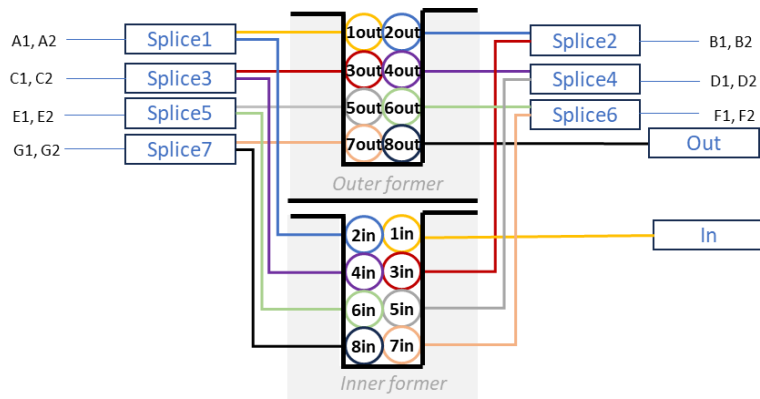 A1, A2 Splice1 1out 2out Splice2 B1, B2
C1, C2 Splice3 3out 4out Splice4 D1, D2
E1, E2 Splice5 5out 6out Splice6 F1, F2
G1, G2 Splice7 7out 8out Out
Outer former
2in 1in In
4in 3in
6in 5in
8in 7in
Inner former